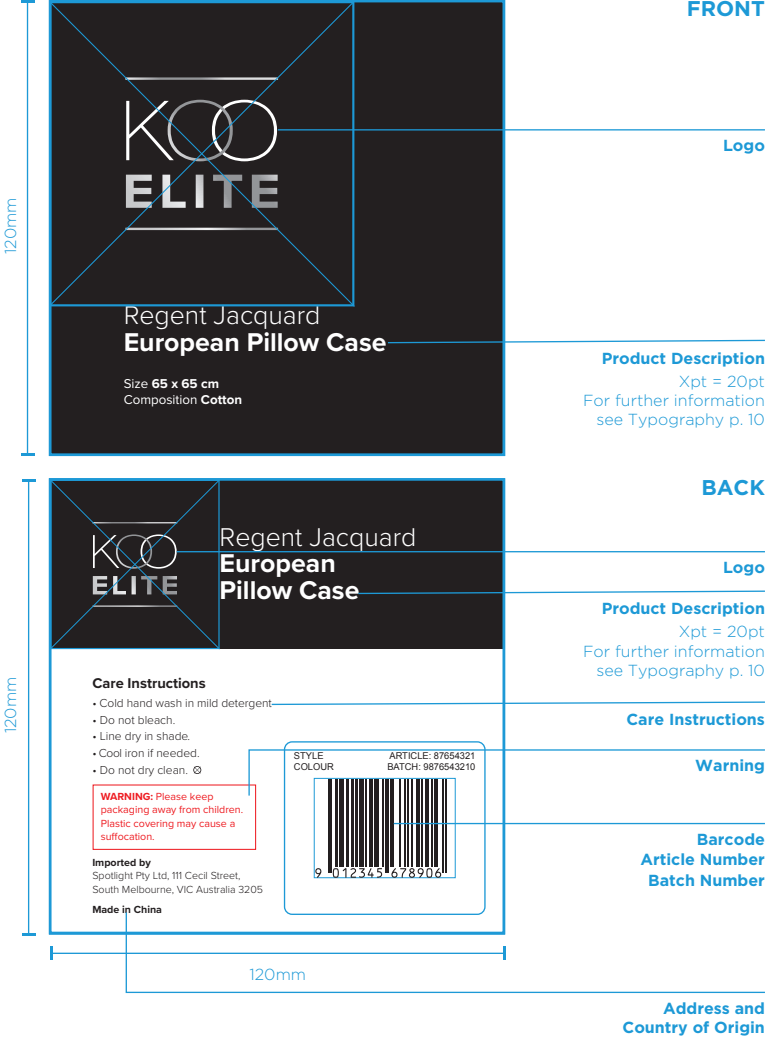 FRONT
KOO
ELITE
Logo
120mm
Regent Jacquard
European Pillow Case
Product Description
Xpt = 20pt
For further information
see Typography p. 10
Size 65 x 65 cm
Composition Cotton
BACK
KOO
ELITE
Regent Jacquard
European
Pillow Case
Logo
Product Description
Xpt = 20pt
For further information
see Typography p. 10
120mm
Care Instructions
• Cold hand wash in mild detergent
• Do not bleach.
• Line dry in shade.
• Cool iron if needed.
• Do not dry clean.
Care Instructions
Warning
STYLE ARTICLE: 87654321
COLOUR BATCH: 9876543210
WARNING: Please keep
packaging away from children.
Plastic covering may cause a
suffocation.
9 012345 678906
Barcode
Article Number
Batch Number
Imported by
Spotlight Pty Ltd, 111 Cecil Street,
South Melbourne, VIC Australia 3205
Made in China
120mm
Address and
Country of Origin